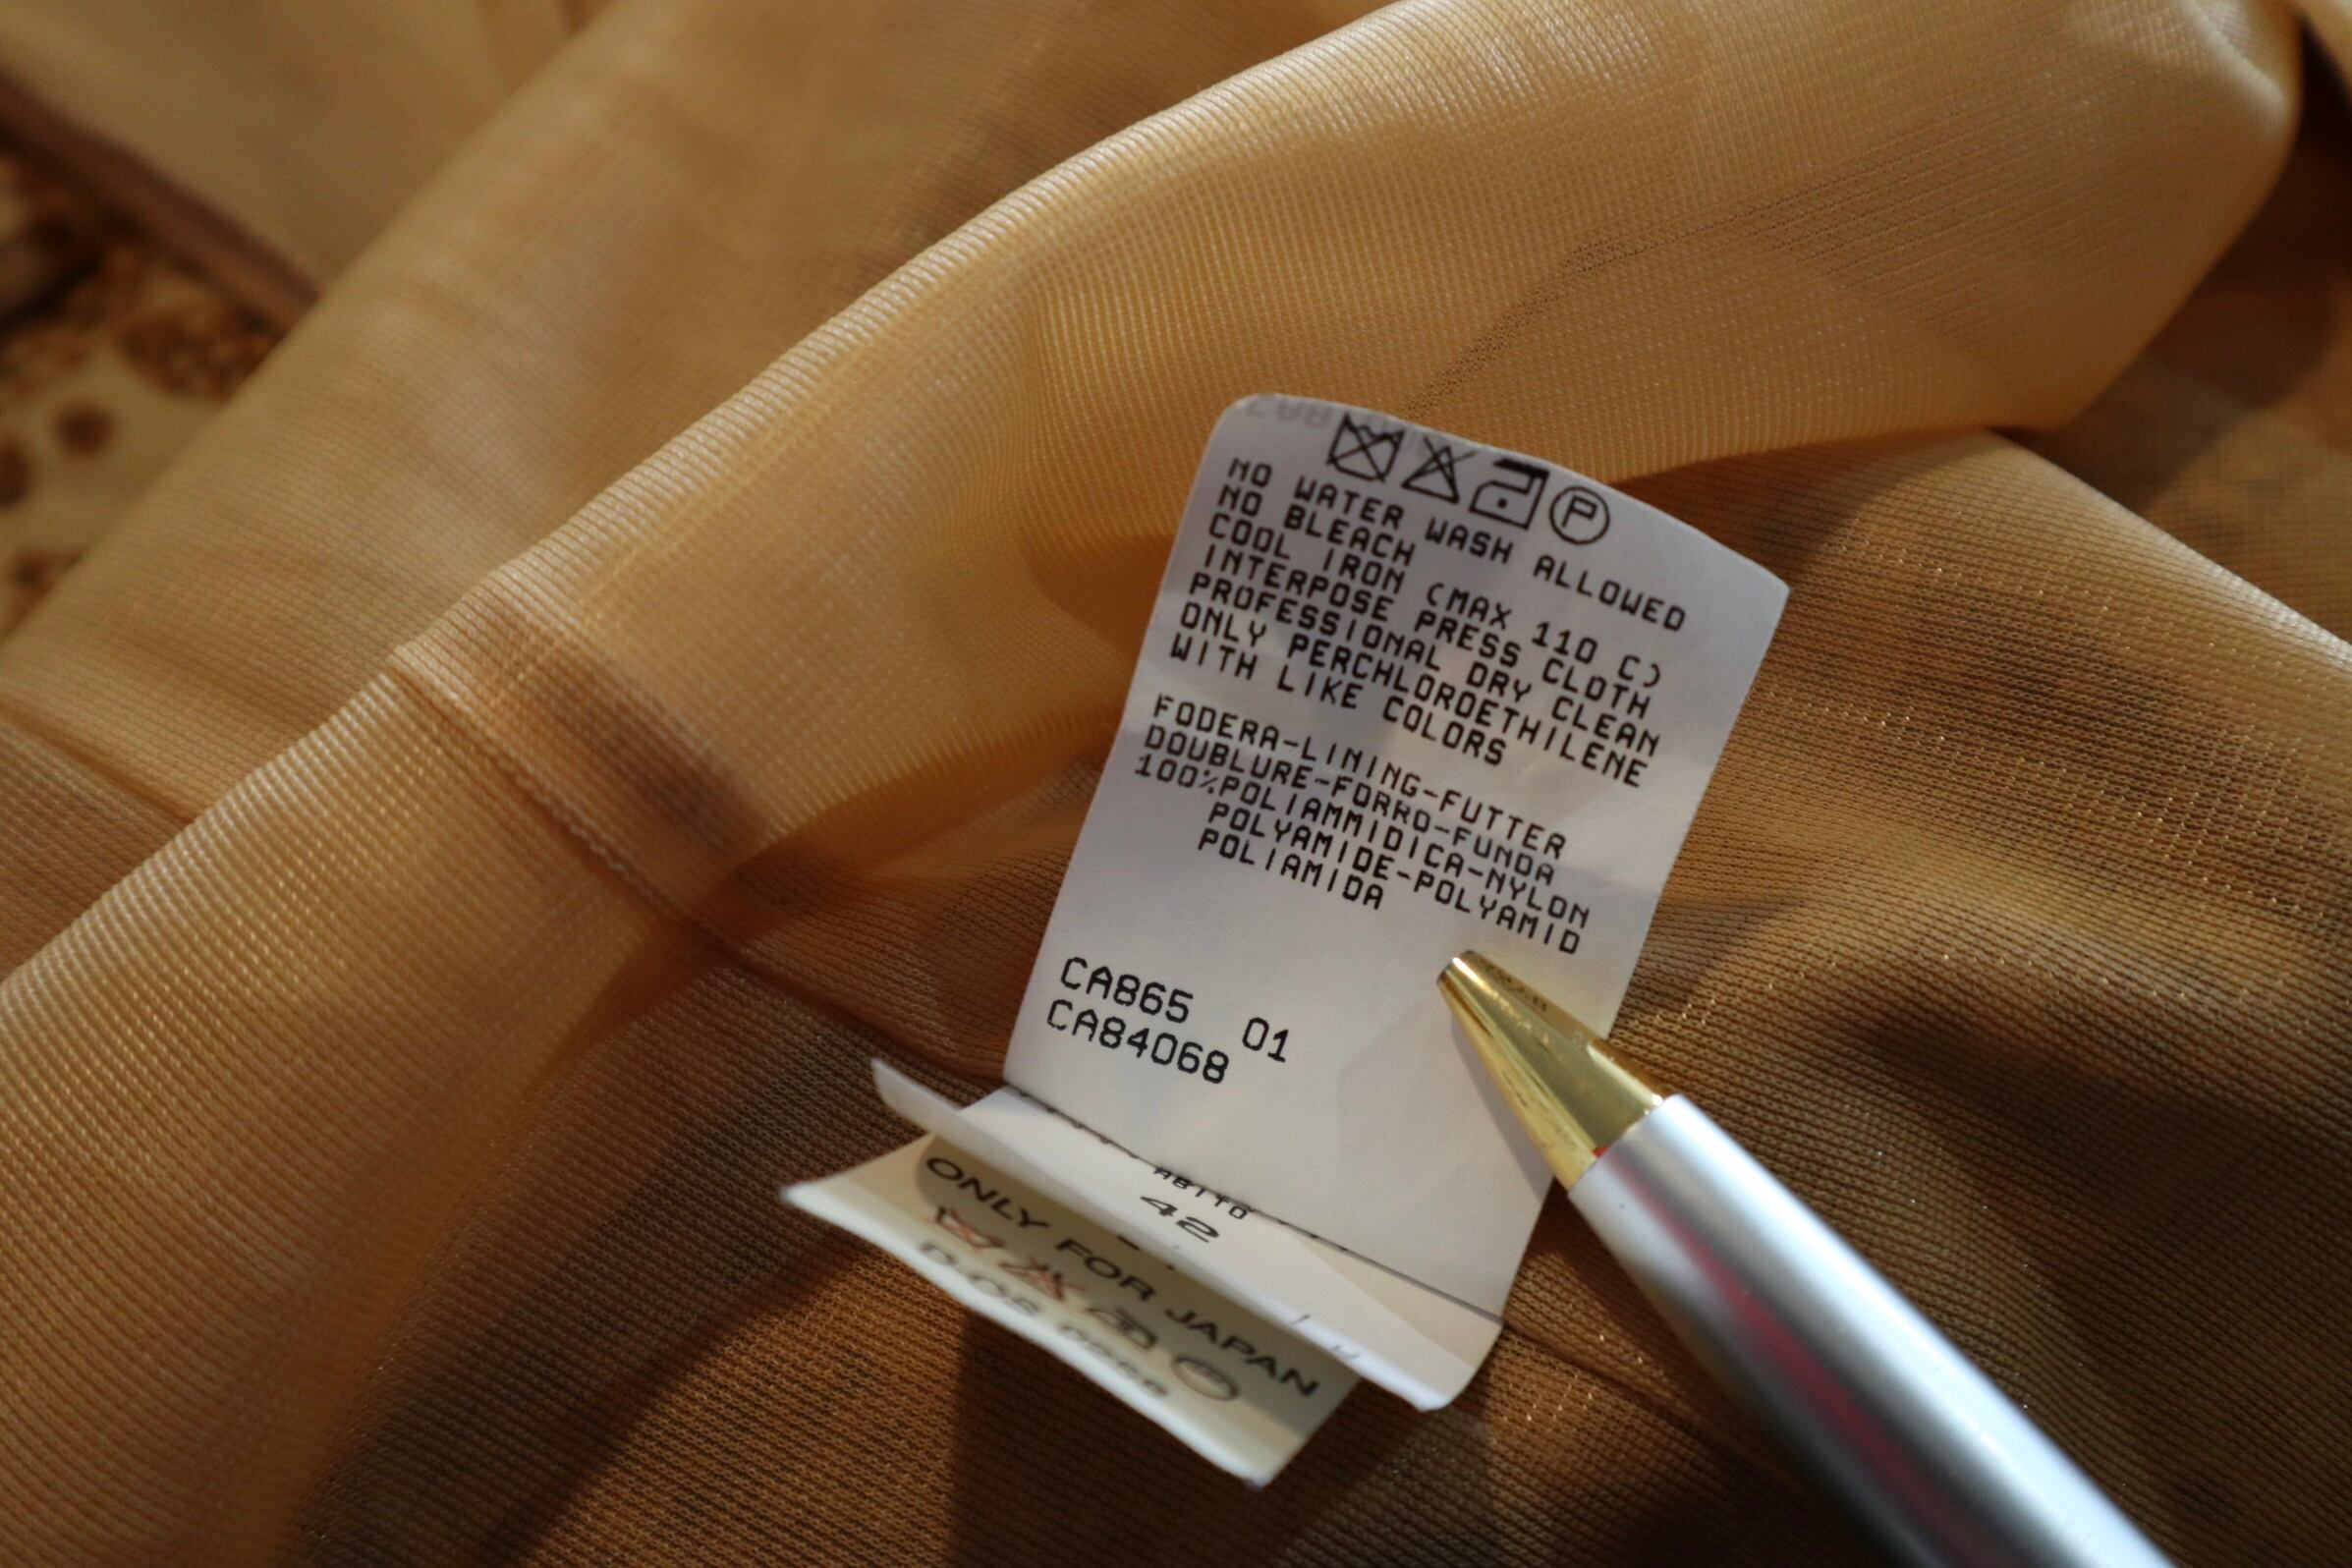 P
NO WATER WASH ALLOWED
NO BLEACH
COOL IRON (MAX 110 C)
INTERPOSE PRESS CLOTH
PROFESSIONAL DRY CLEAN
ONLY PERCHLOROETHILENE
WITH LIKE COLORS
FODERA-LINING-FUTTER
DOUBLURE-FORRO-FUNDA
100%POLIAMMIDICA-NYLON
POLYAMIDE-POLYAMID
POLIAMIDA
CA865 01
CA84068
ABITO
42
ONLY FOR JAPAN